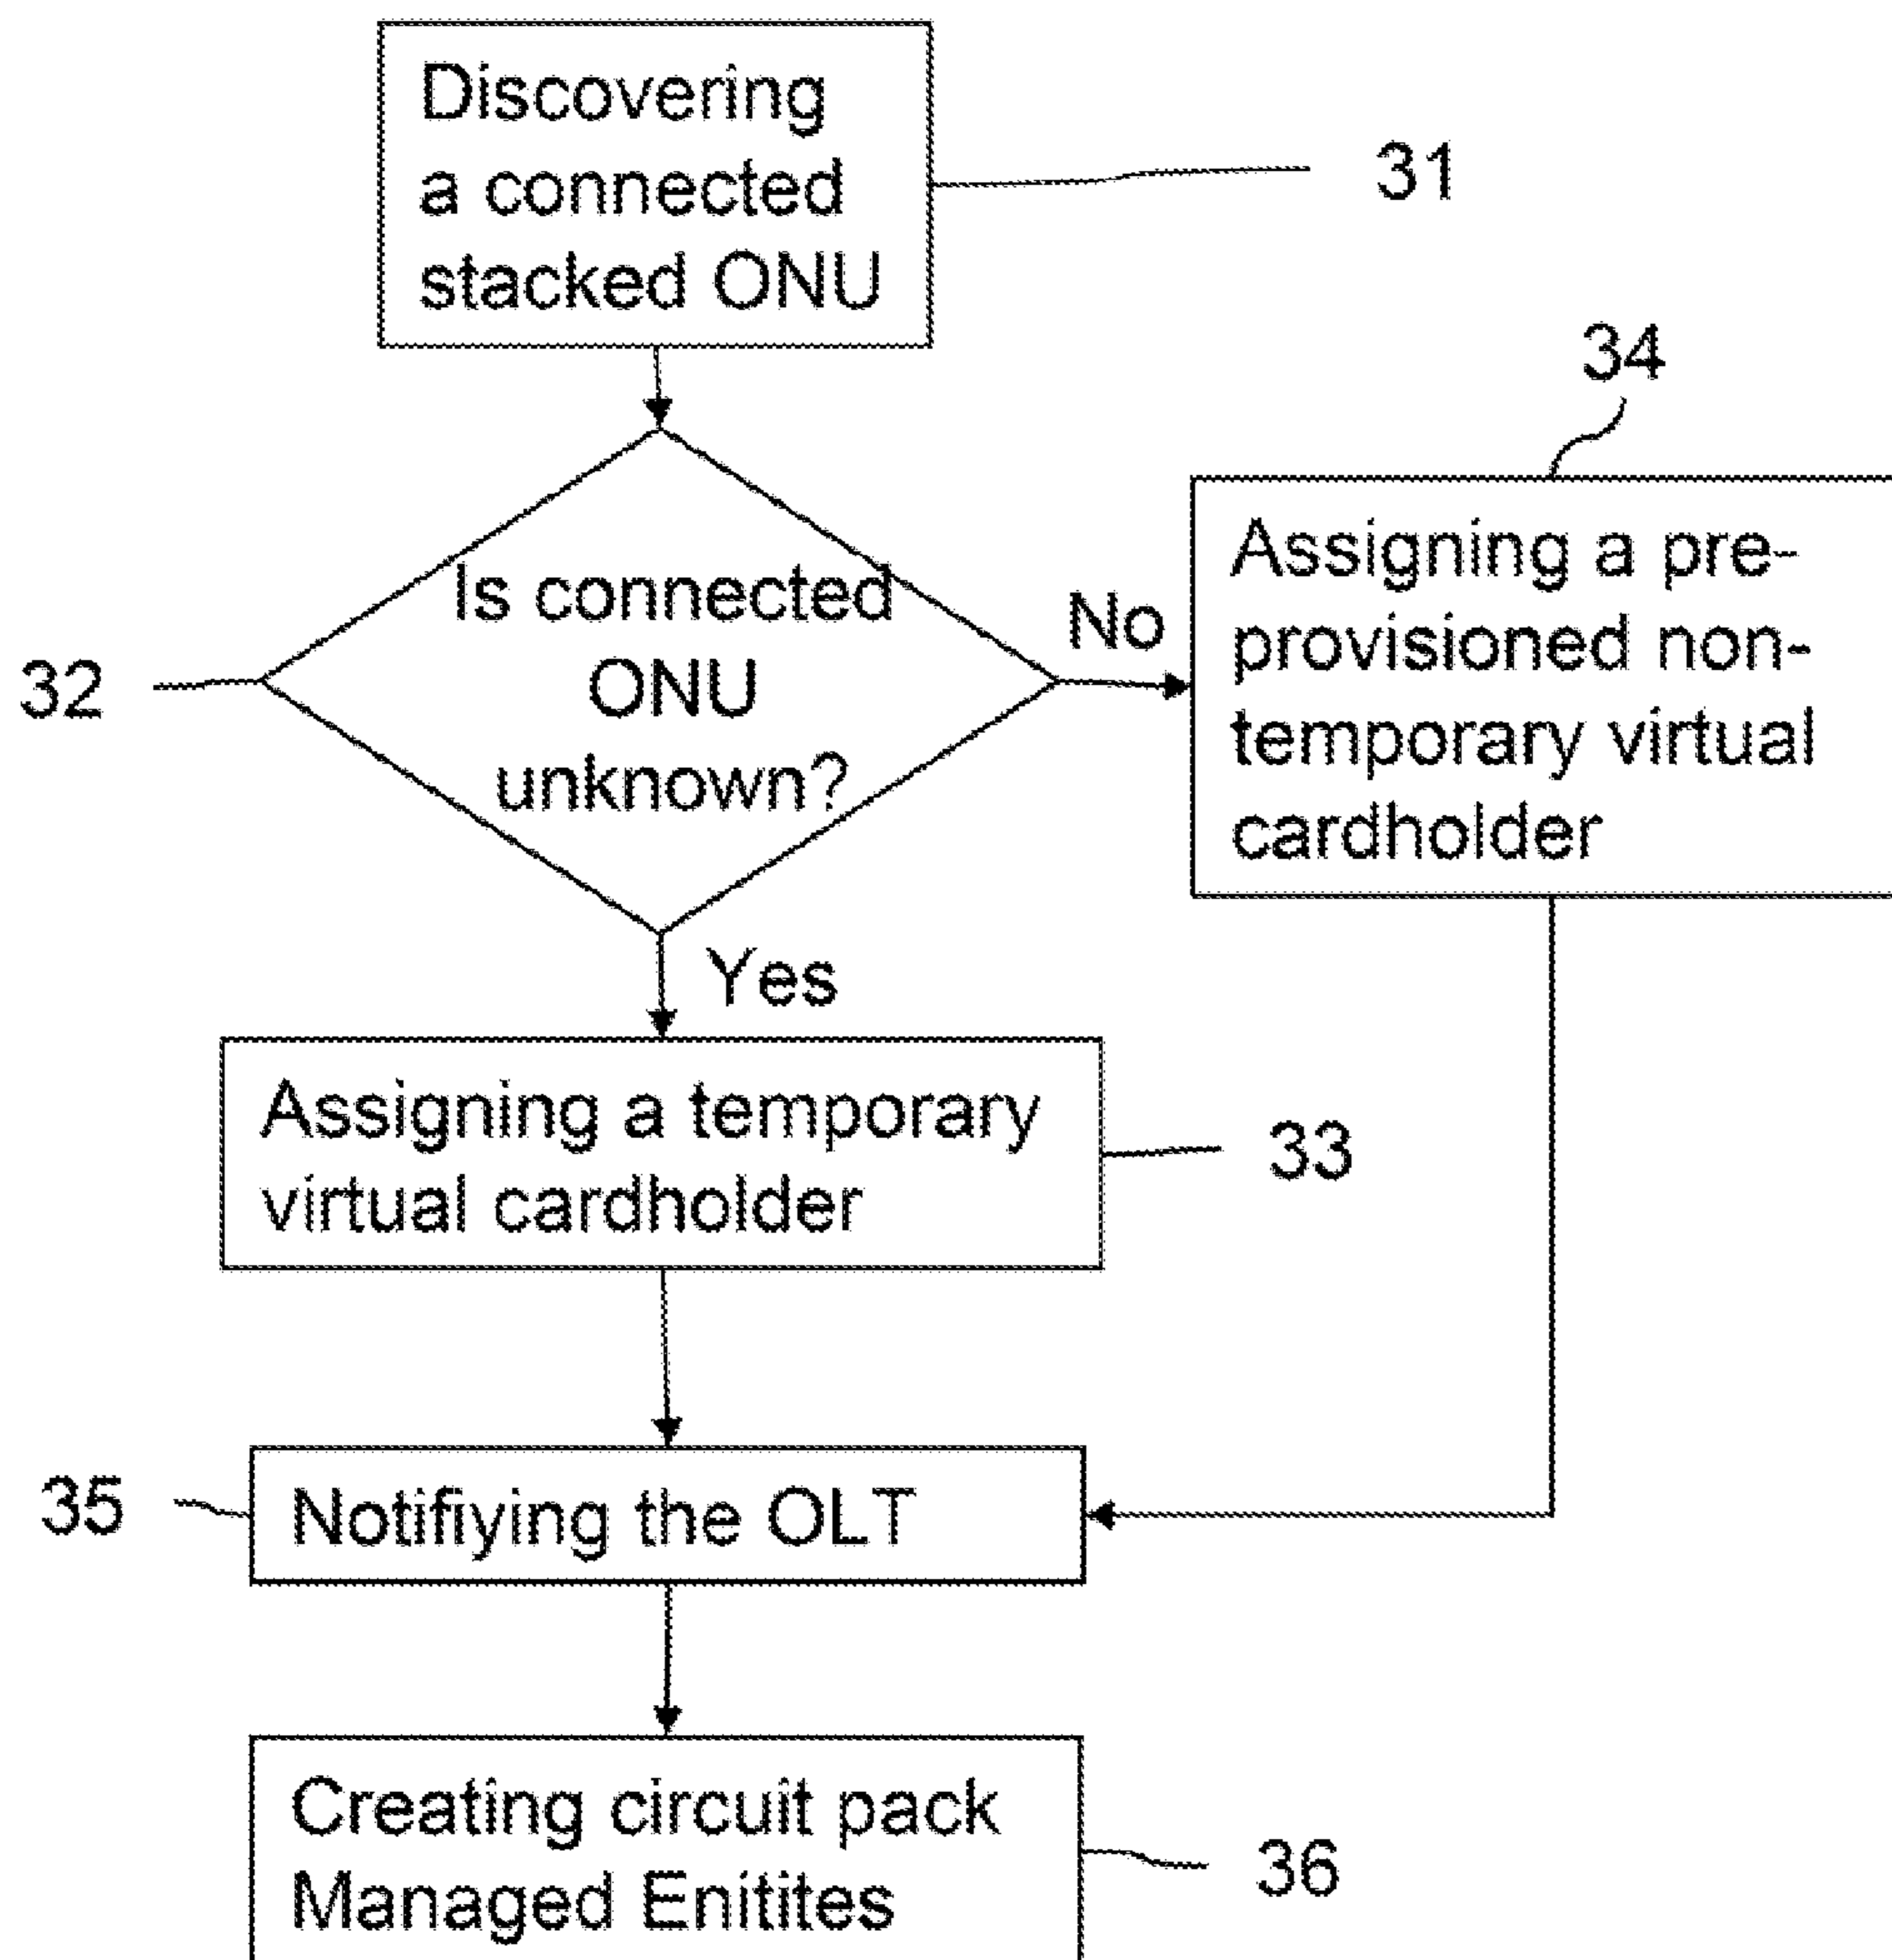 Discovering
a connected
stacked ONU
31
34
Is connected
ONU
unknown?
32
No
Assigning a pre-
provisioned non-
temporary virtual
cardholder
Yes
Assigning a temporary
virtual cardholder
33
35
Notifiying the OLT
Creating circuit pack
Managed Enitites
36